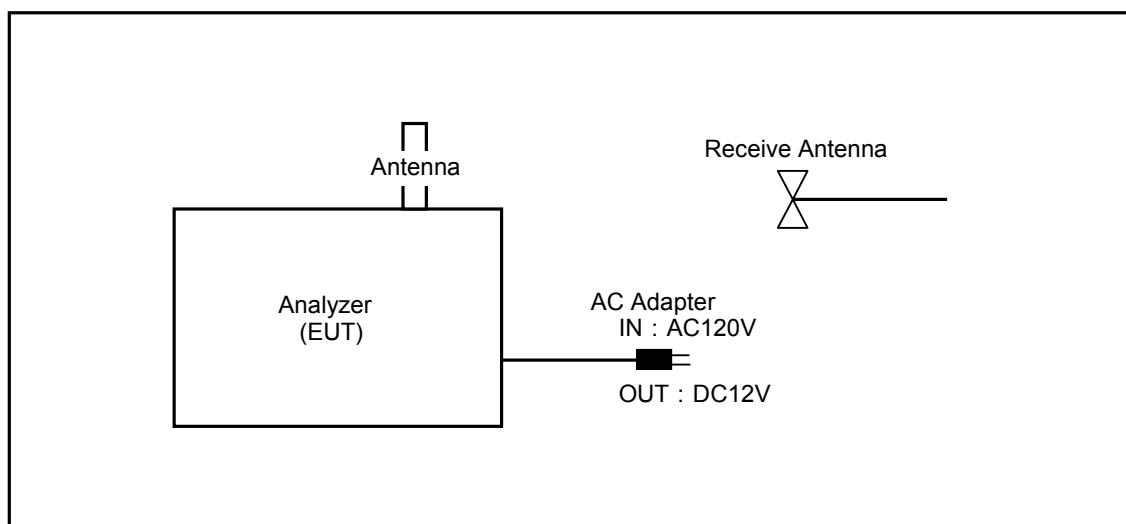 Antenna
Receive Antenna
Analyzer
(EUT)
AC Adapter
IN：AC120V
OUT：DC12V